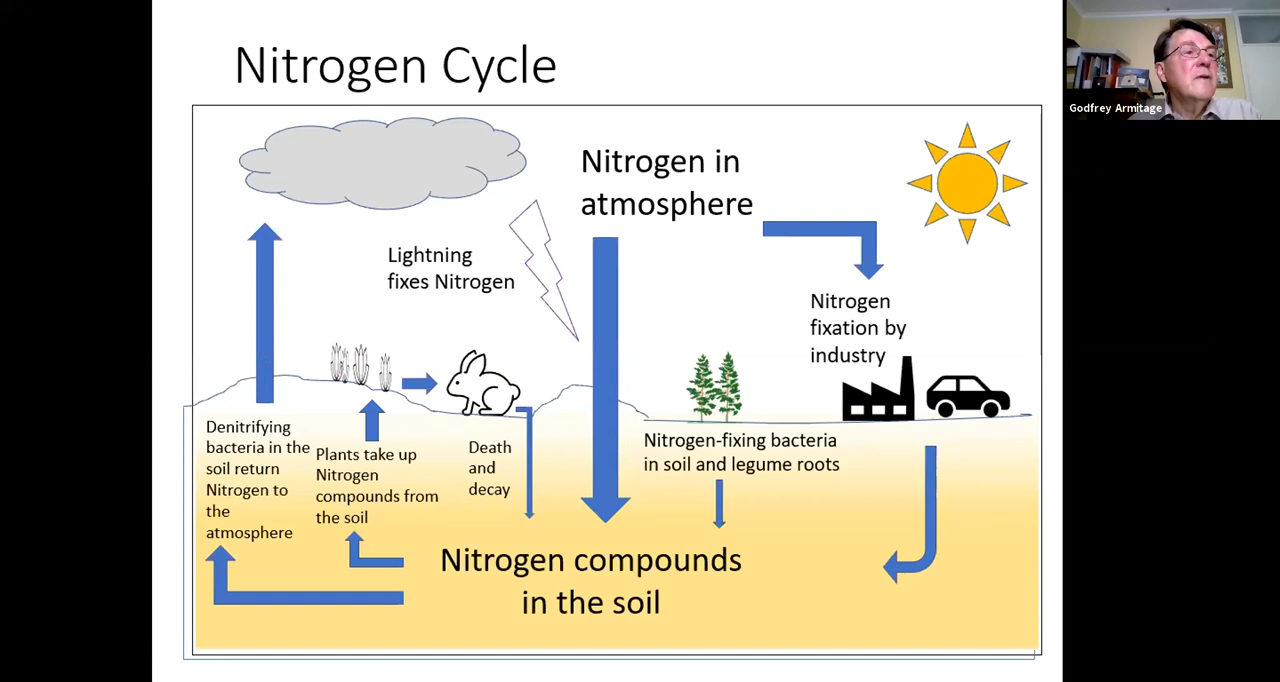 Nitrogen Cycle
Godfrey Armitage
Nitrogen in
atmosphere
Lightning
fixes Nitrogen
Nitrogen
fixation by
industry
Denitrifying
bacteria in the
soil return
Nitrogen to
the
atmosphere
Plants take up
Nitrogen
compounds from
the soil
Death
and
decay
Nitrogen-fixing bacteria
in soil and legume roots
Nitrogen compounds
in the soil